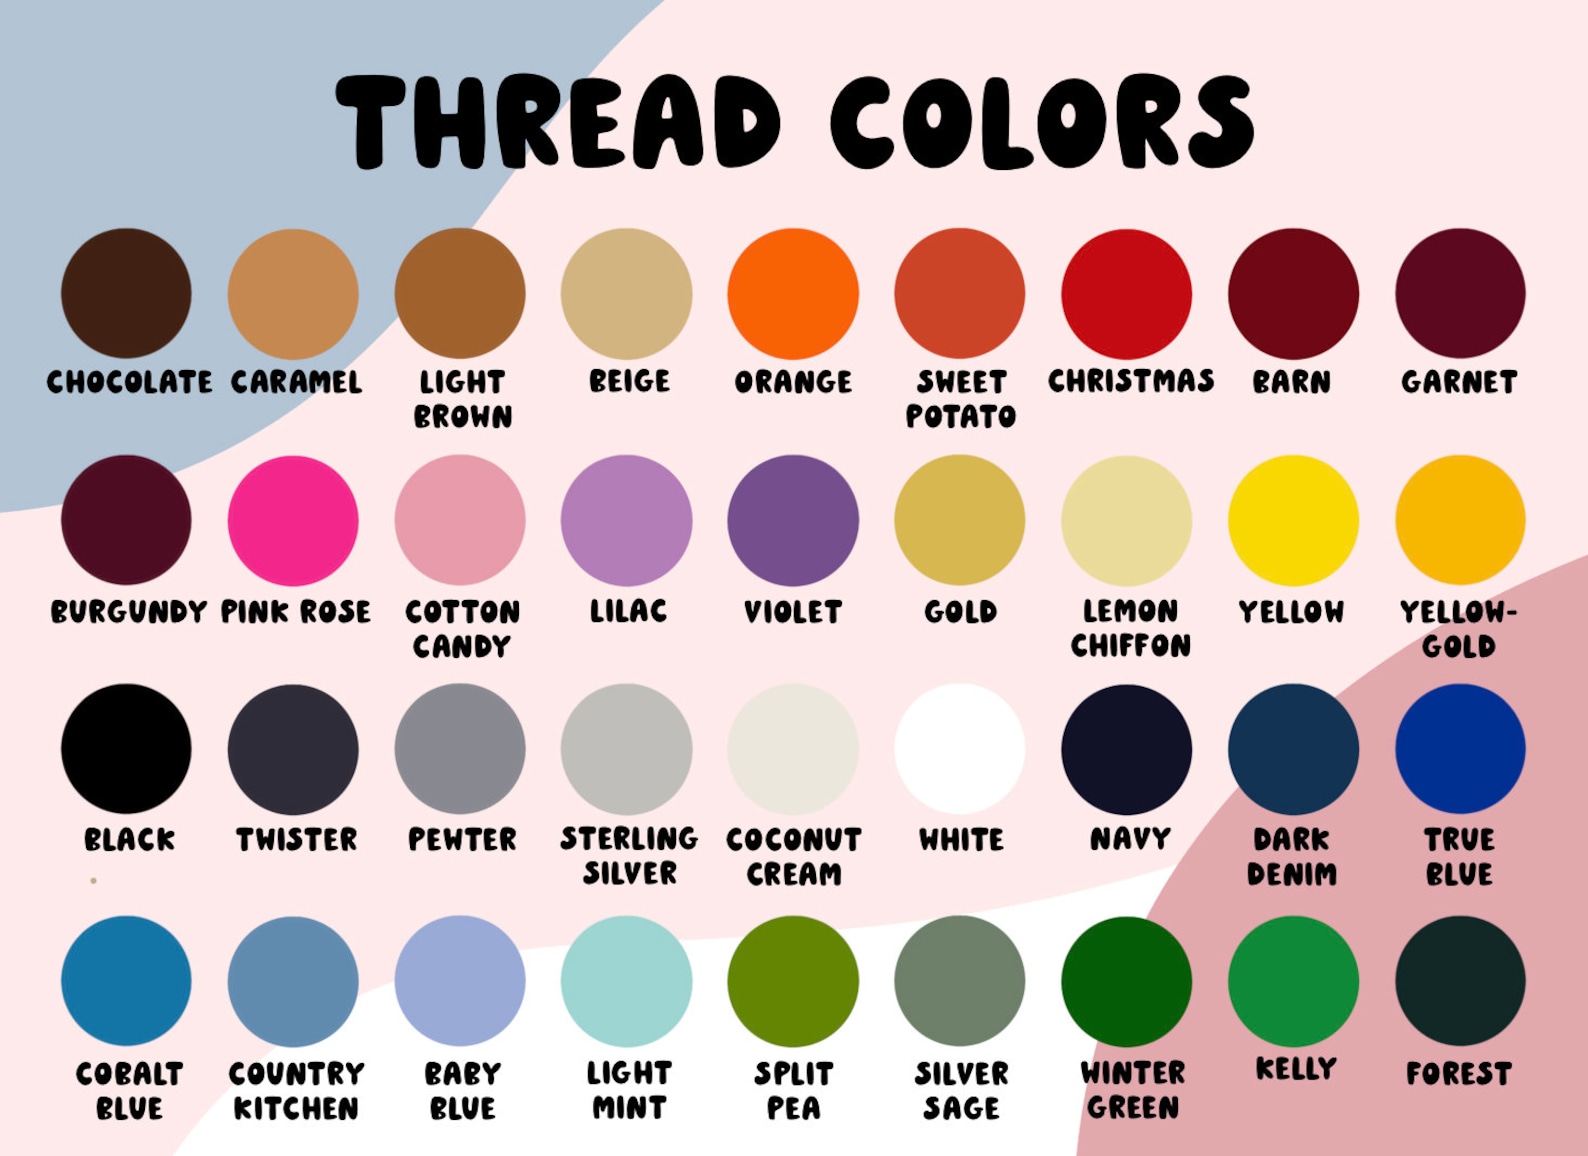 THREAD COLORS
CHOCOLATE CARAMEL LIGHT BEIGE ORANGE SWEET CHRISTMAS BARN GARNET
BROWN POTATO
BURGUNDY PINK ROSE COTTON LILAC VIOLET GOLD LEMON YELLOW YELLOW-
CANDY CHIFFON GOLD
BLACK TWISTER PEWTER STERLING COCONUT WHITE NAVY DARK TRUE
SILVER CREAM DENIM BLUE
COBALT COUNTRY BABY LIGHT SPLIT SILVER WINTER KELLY FOREST
BLUE KITCHEN BLUE MINT PEA SAGE GREEN